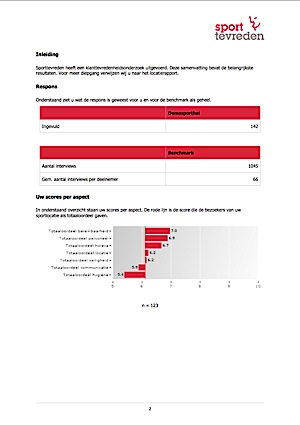 sport
tevreden
Inleiding
Sporttevreden heeft een klanttevredenheidsonderzoek uitgevoerd. Deze samenvatting bevat de belangrijkste
resultaten. Voor meer diepgang verwijzen wij u naar het locatierapport.
Respons
Onderstaand ziet u wat de respons is geweest voor u en voor de benchmark als geheel.
Demosporthal
Ingevuld 142
Benchmark
Aantal interviews 1045
Gem. aantal interviews per deelnemer 66
Uw scores per aspect
In onderstaand overzicht staan uw scores per aspect. De rode lijn is de score die de bezoekers van uw
sportlocatie als totaaloordeel gaven.
Totaaloordeel bereikbaarheid 7.0
Totaaloordeel personeel 6.9
Totaaloordeel horeca 6.7
Totaaloordeel locatie 6.2
Totaaloordeel veiligheid 6.2
Totaaloordeel communicatie 5.9
Totaaloordeel hygiene 5.4
5 6 7 8 9 10
n = 123
2